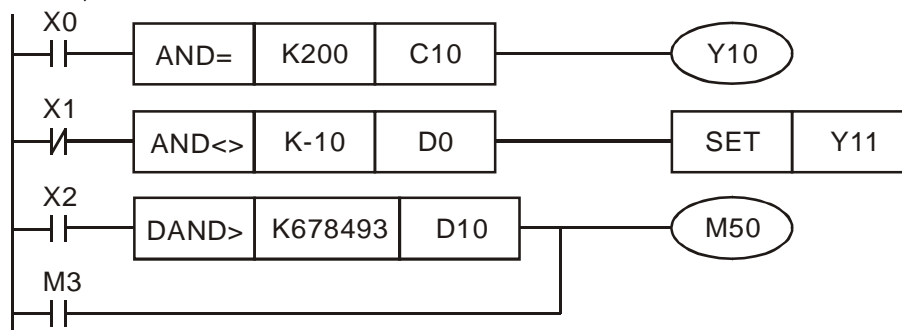 X0
AND= K200 C10 Y10
X1
AND<> K-10 D0 SET Y11
X2
DAND> K678493 D10 M50
M3